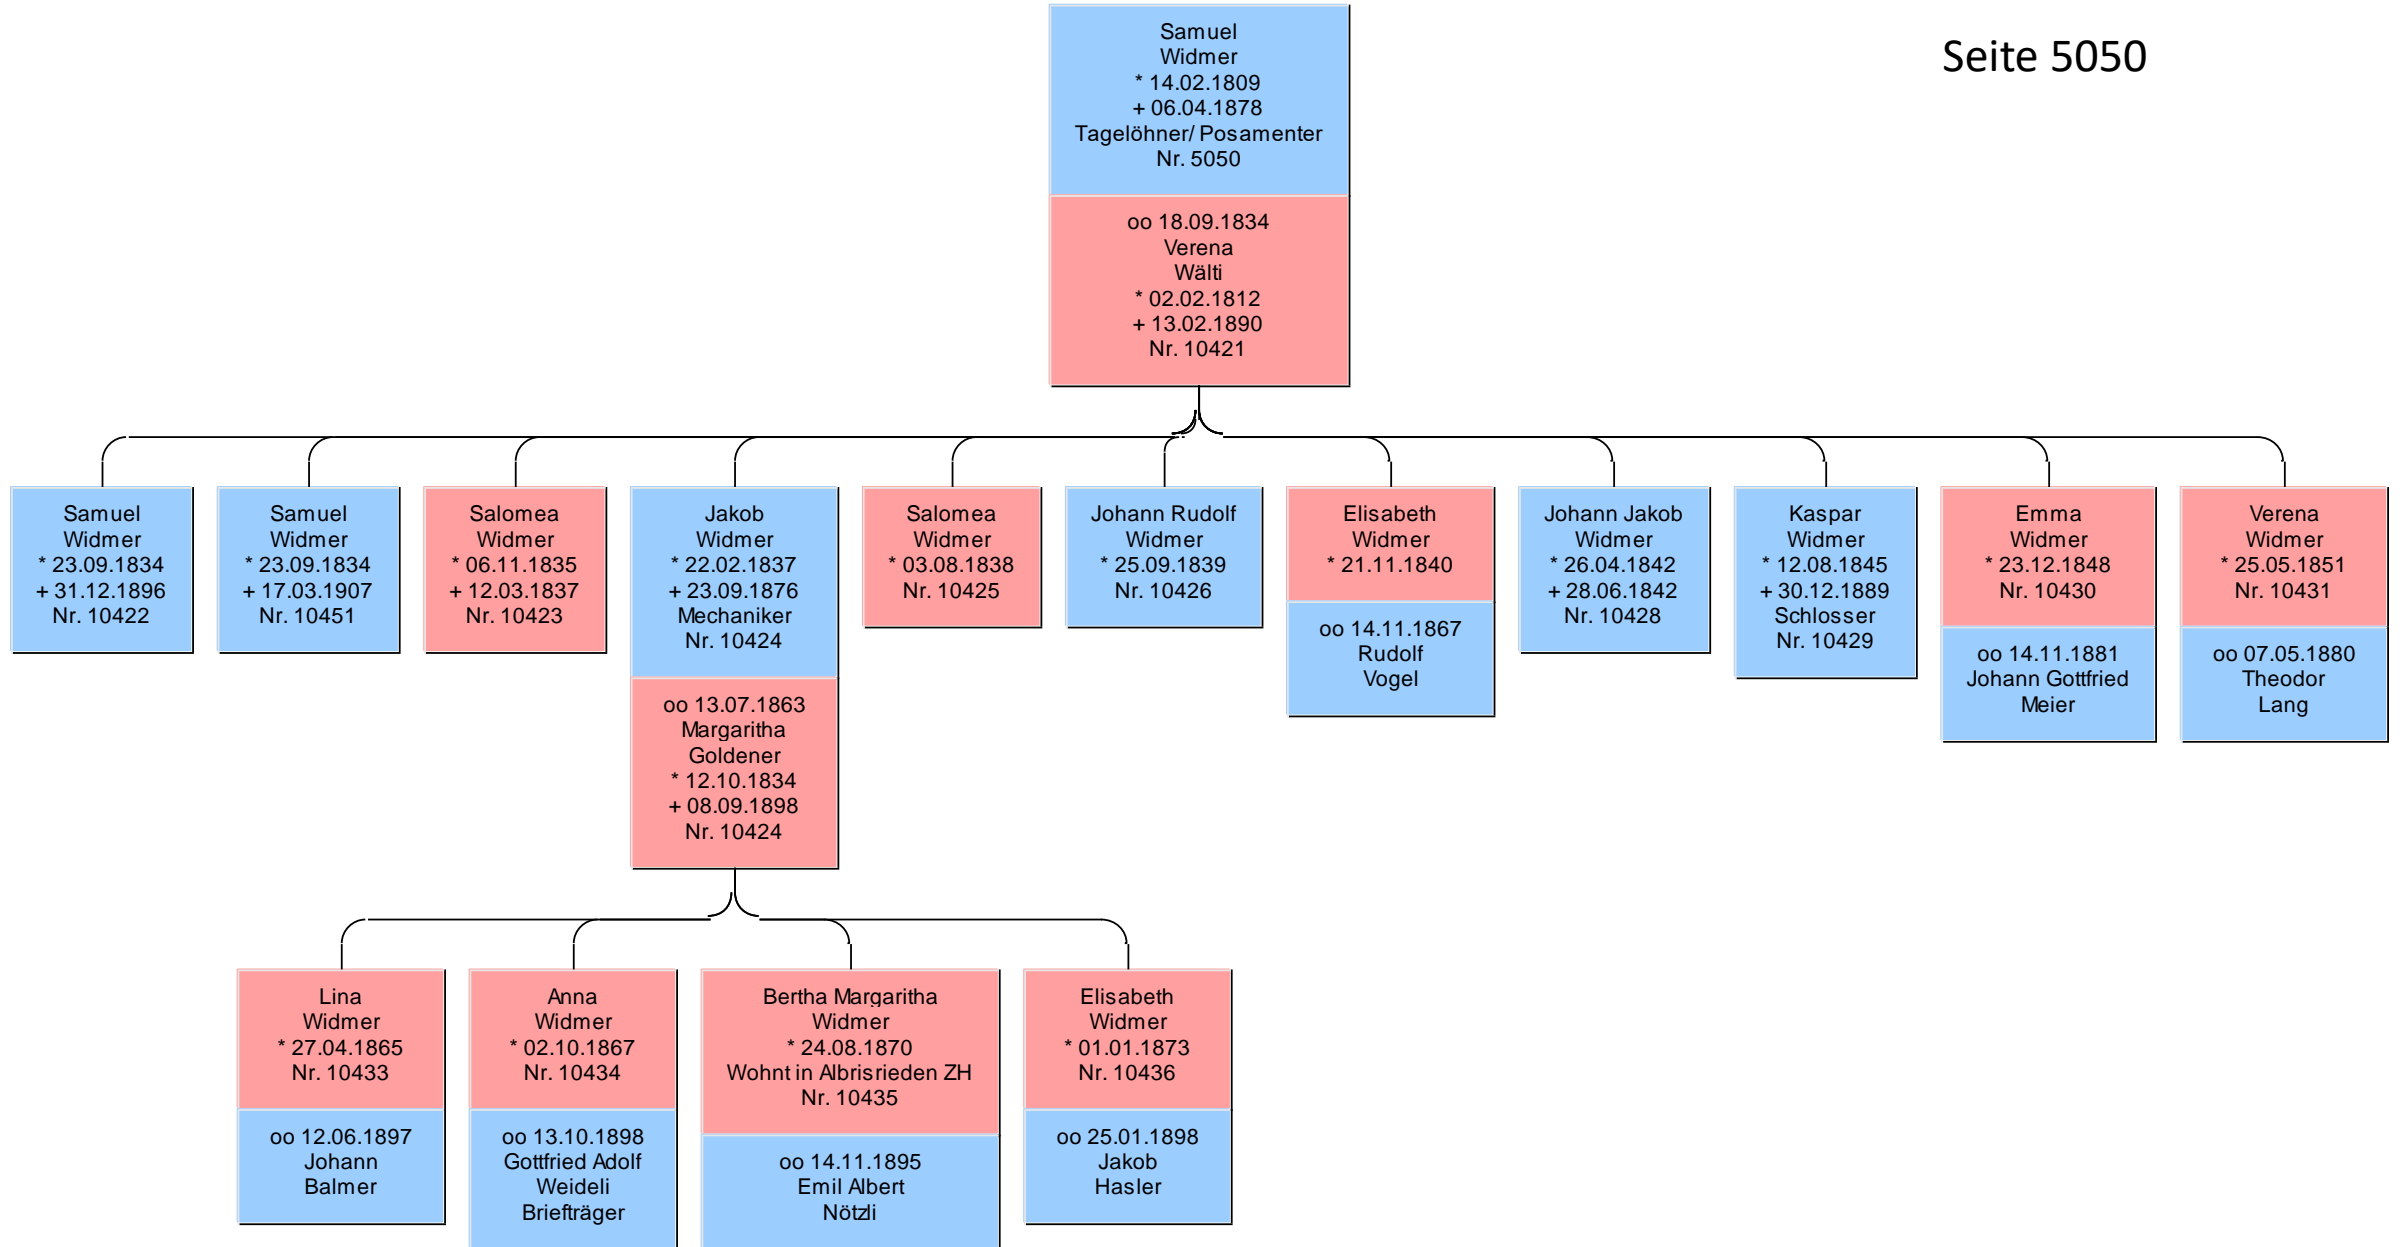 Seite 5050
Samuel
Widmer
* 14.02.1809
+ 06.04.1878
Tagelöhner/ Posamenter
Nr. 5050
oo 18.09.1834
Verena
Wälti
* 02.02.1812
+ 13.02.1890
Nr. 10421
Samuel
Widmer
* 23.09.1834
+ 31.12.1896
Nr. 10422
Samuel
Widmer
* 23.09.1834
+ 17.03.1907
Nr. 10451
Salomea
Widmer
* 06.11.1835
+ 12.03.1837
Nr. 10423
Jakob
Widmer
* 22.02.1837
+ 23.09.1876
Mechaniker
Nr. 10424
oo 13.07.1863
Margaritha
Goldener
* 12.10.1834
+ 08.09.1898
Nr. 10424
Salomea
Widmer
* 03.08.1838
Nr. 10425
Johann Rudolf
Widmer
* 25.09.1839
Nr. 10426
Elisabeth
Widmer
* 21.11.1840
oo 14.11.1867
Rudolf
Vogel
Johann Jakob
Widmer
* 26.04.1842
+ 28.06.1842
Nr. 10428
Kaspar
Widmer
* 12.08.1845
+ 30.12.1889
Schlosser
Nr. 10429
Emma
Widmer
* 23.12.1848
Nr. 10430
oo 14.11.1881
Johann Gottfried
Meier
Verena
Widmer
* 25.05.1851
Nr. 10431
oo 07.05.1880
Theodor
Lang
Lina
Widmer
* 27.04.1865
Nr. 10433
oo 12.06.1897
Johann
Balmer
Anna
Widmer
* 02.10.1867
Nr. 10434
oo 13.10.1898
Gottfried Adolf
Weideli
Briefträger
Bertha Margaritha
Widmer
* 24.08.1870
Wohnt in Albrisrieden ZH
Nr. 10435
oo 14.11.1895
Emil Albert
Nötzli
Elisabeth
Widmer
* 01.01.1873
Nr. 10436
oo 25.01.1898
Jakob
Hasler